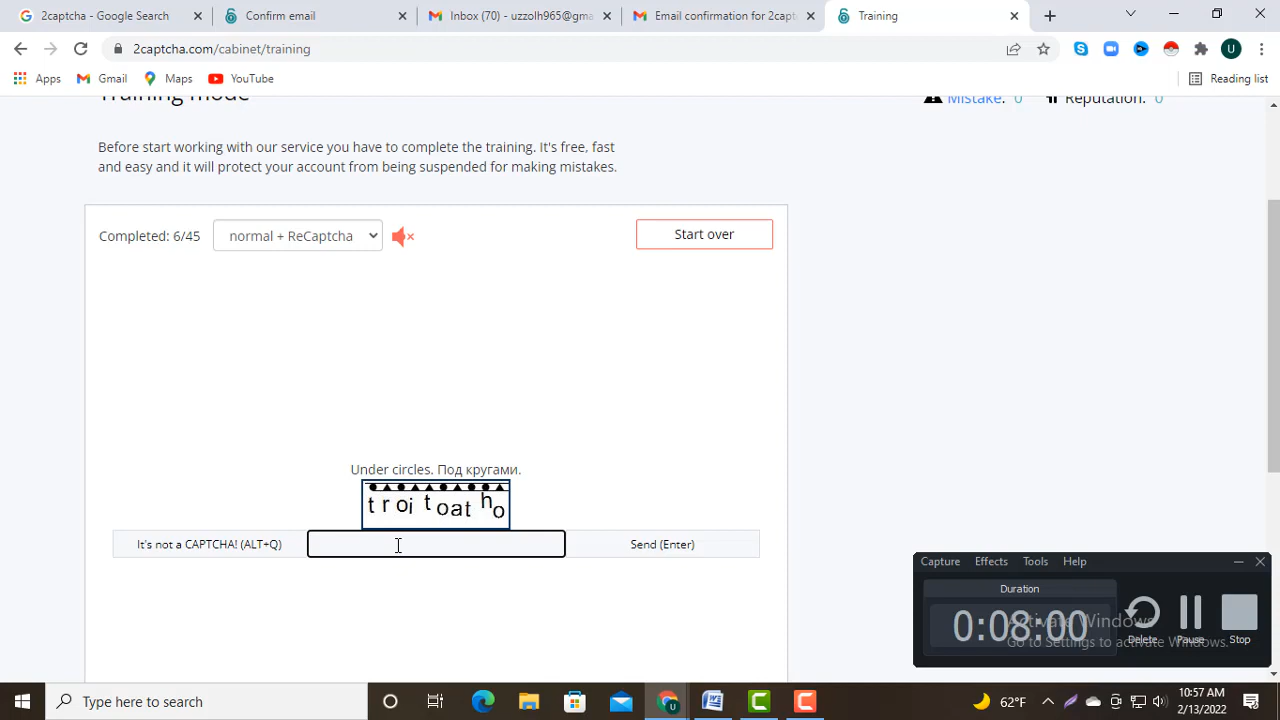 2captcha - Google Search
Confirm email
Inbox (70) - uzzolh965@gma
Email confirmation for 2capt
Training
2captcha.com/cabinet/training
U
Apps
Gmail
Maps
YouTube
Reading list
Training mode
Mistake: 0
Reputation: 0
Before start working with our service you have to complete the training. It's free, fast
and easy and it will protect your account from being suspended for making mistakes.
Completed: 6/45
normal + ReCaptcha
Start over
Under circles. Под кругами.
t r oi t oat ho
It's not a CAPTCHA! (ALT+Q)
Send (Enter)
Capture Effects Tools Help
Duration
0:08:00
Delete Pause Stop
Activate Windows
Go to Settings to activate Windows.
Type here to search
62°F
10:57 AM
2/13/2022